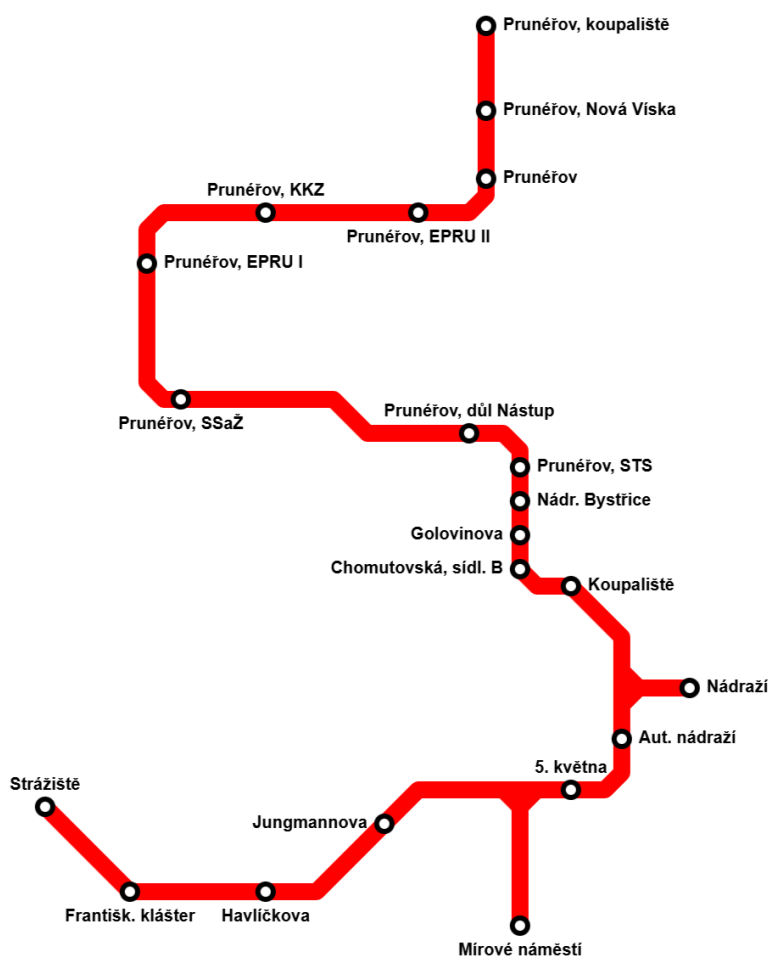 Prunéřov, koupaliště
Prunéřov, Nová Víska
Prunéřov
Prunéřov, KKZ
Prunéřov, EPRU II
Prunéřov, EPRU I
Prunéřov, SSaŽ
Prunéřov, důl Nástup
Prunéřov, STS
Nádr. Bystřice
Golovinova
Chomutovská, sídl. B
Koupaliště
Nádraží
Aut. nádraží
5. května
Strážiště
Jungmannova
Františk. klášter
Havlíčkova
Mírové náměstí